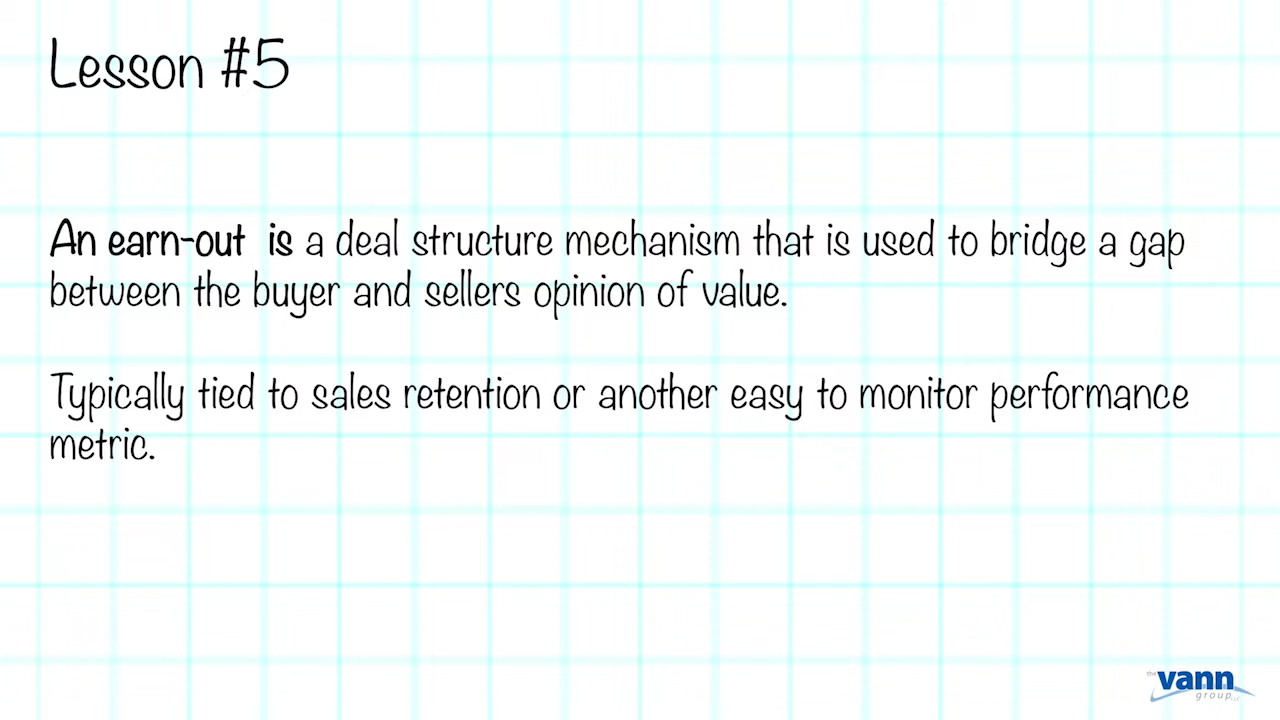 Lesson #5
An earn-out is a deal structure mechanism that is used to bridge a gap
between the buyer and sellers opinion of value.
Typically tied to sales retention or another easy to monitor performance
metric.
the
vann
group LLC